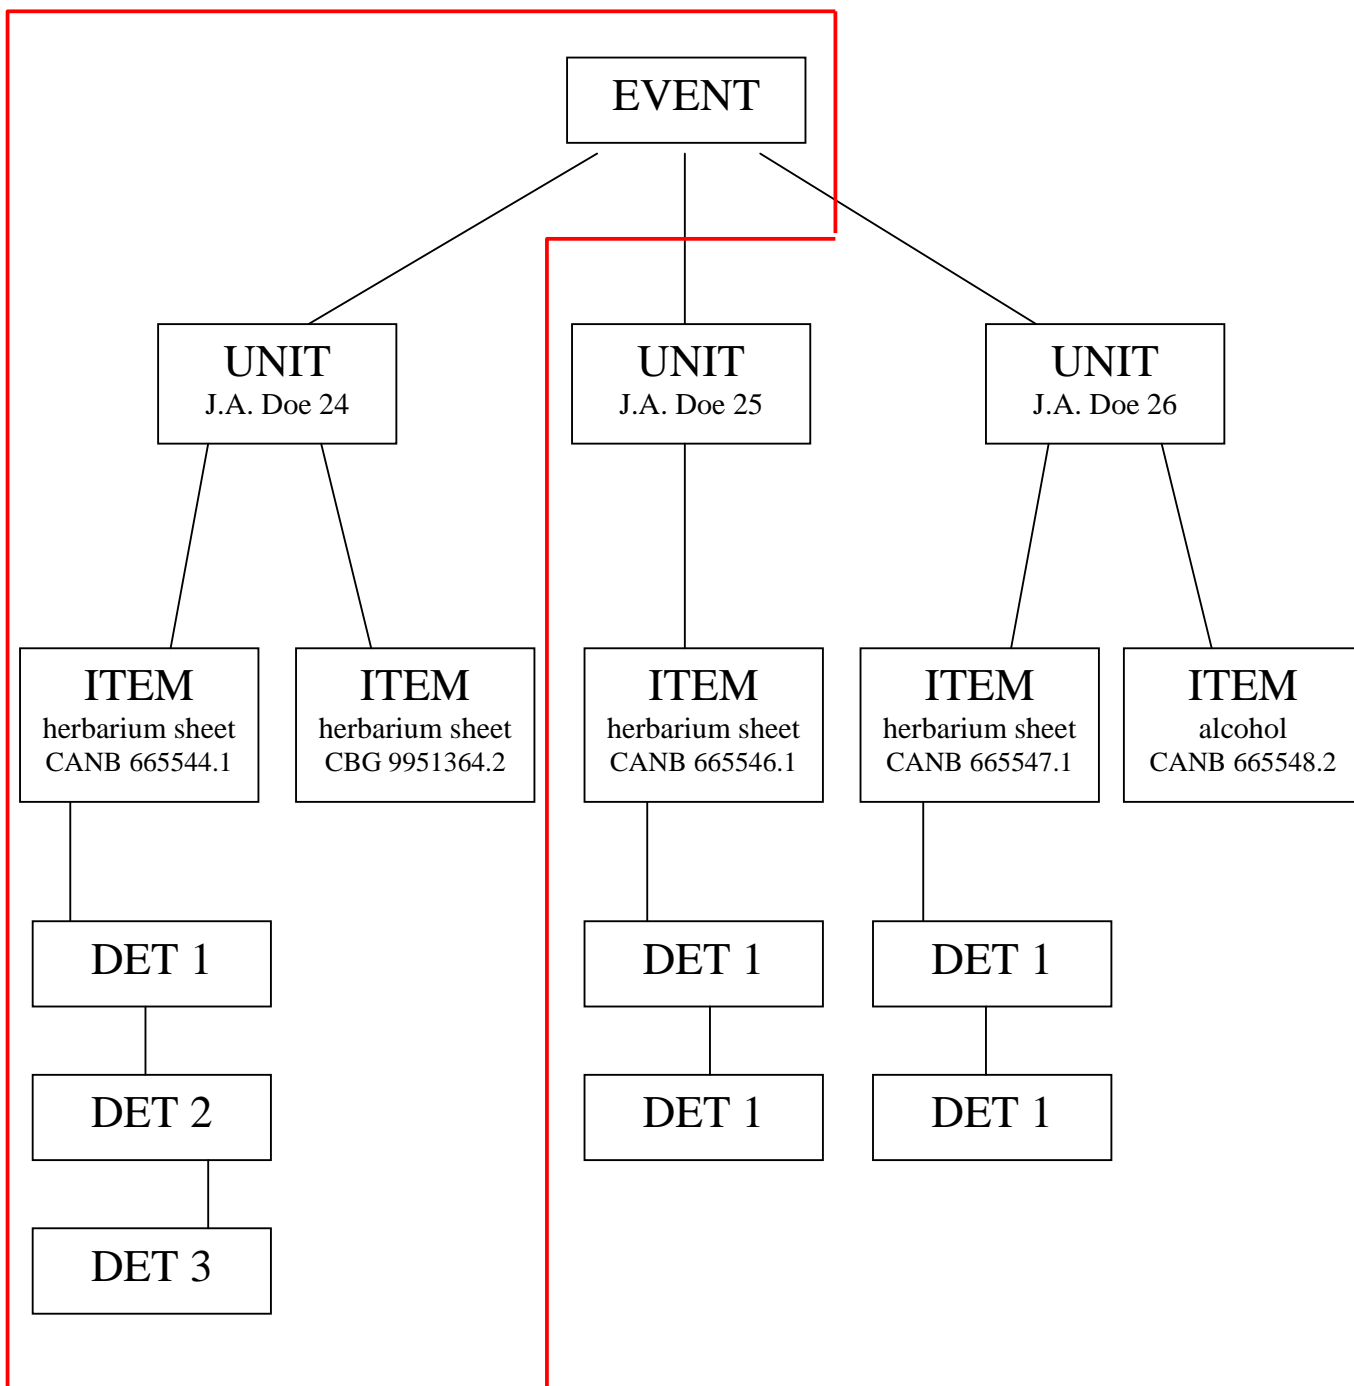 EVENT
UNIT
J.A. Doe 24
UNIT
J.A. Doe 25
UNIT
J.A. Doe 26
ITEM
herbarium sheet
CANB 665544.1
ITEM
herbarium sheet
CBG 9951364.2
ITEM
herbarium sheet
CANB 665546.1
ITEM
herbarium sheet
CANB 665547.1
ITEM
alcohol
CANB 665548.2
DET 1
DET 1
DET 1
DET 2
DET 1
DET 1
DET 3